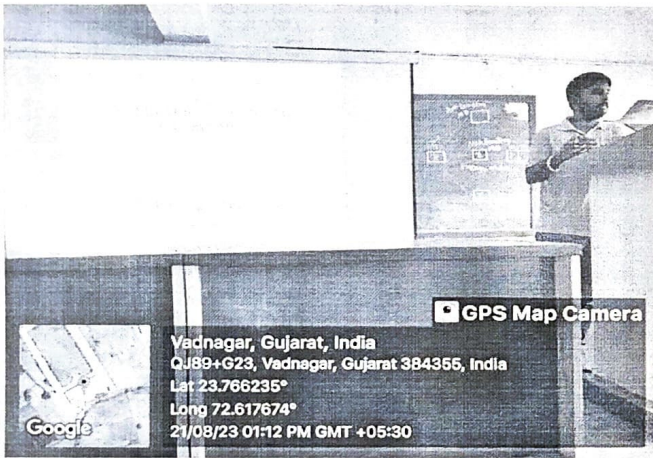 GPS Map Camera
Vadnagar, Gujarat, India
QJ89+G23, Vadnagar, Gujarat 384355, India
Lat 23.766235°
Long 72.617674°
21/08/23 01:12 PM GMT +05:30
Google